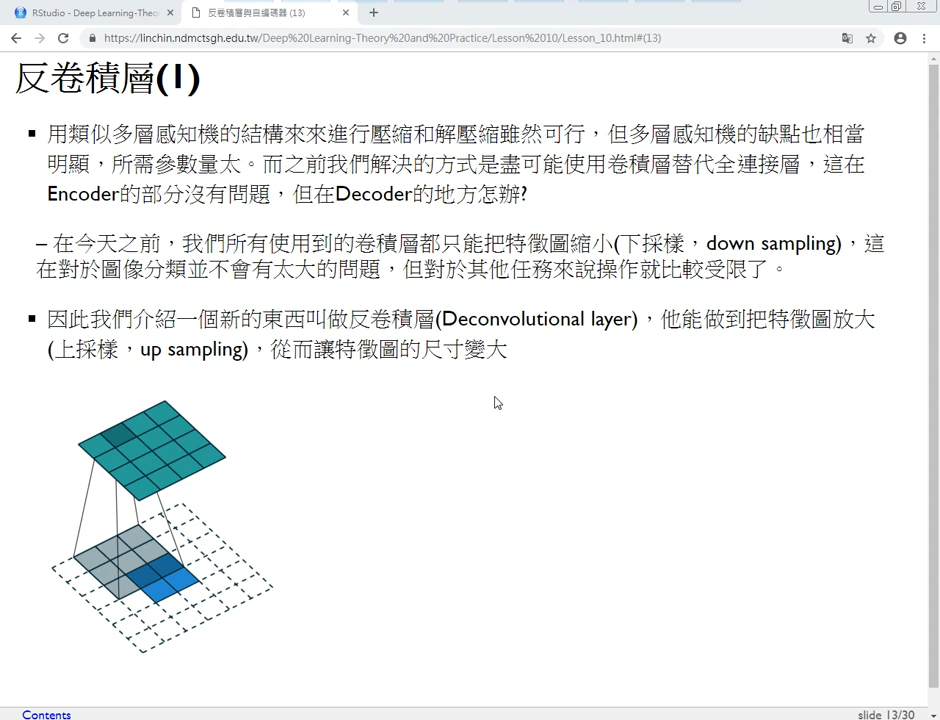 RStudio - Deep Learning-Theo
反卷積層與自編碼器 (13)
https://linchin.ndmctsgh.edu.tw/Deep%20Learning-Theory%20and%20Practice/Lesson%2010/Lesson_10.html#(13)
反卷積層(1)
用類似多層感知機的結構來來進行壓縮和解壓縮雖然可行，但多層感知機的缺點也相當
明顯，所需參數量太。而之前我們解決的方式是盡可能使用卷積層替代全連接層，這在
Encoder的部分沒有問題，但在Decoder的地方怎辦?
– 在今天之前，我們所有使用到的卷積層都只能把特徵圖縮小(下採樣，down sampling)，這
在對於圖像分類並不會有太大的問題，但對於其他任務來說操作就比較受限了。
因此我們介紹一個新的東西叫做反卷積層(Deconvolutional layer)，他能做到把特徵圖放大
(上採樣，up sampling)，從而讓特徵圖的尺寸變大
Contents
slide 13/30